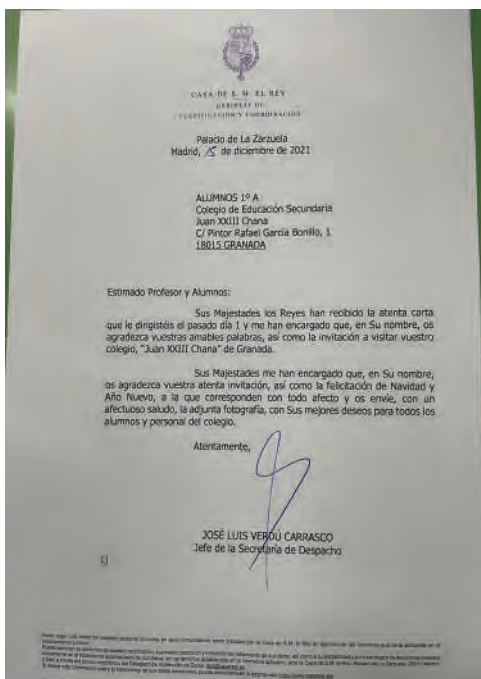 CASA DE S. M. EL REY
GABINETE DE
PLANIFICACIÓN Y COORDINACIÓN
Palacio de La Zarzuela
Madrid, 15 de diciembre de 2021
ALUMNOS 1º A
Colegio de Educación Secundaria
Juan XXIII Chana
C/ Pintor Rafael García Bonillo, 1
18015 GRANADA
Estimado Profesor y Alumnos:
Sus Majestades los Reyes han recibido la atenta carta
que le dirigistéis el pasado día 1 y me han encargado que, en Su nombre, os
agradezca vuestras amables palabras, así como la invitación a visitar vuestro
colegio, "Juan XXIII Chana" de Granada.
Sus Majestades me han encargado que, en Su nombre,
os agradezca vuestra atenta invitación, así como la felicitación de Navidad y
Año Nuevo, a la que corresponden con todo afecto y os envíe, con un
afectuoso saludo, la adjunta fotografía, con Sus mejores deseos para todos los
alumnos y personal del colegio.
Atentamente,
JOSÉ LUIS VERDÚ CARRASCO
Jefe de la Secretaría de Despacho